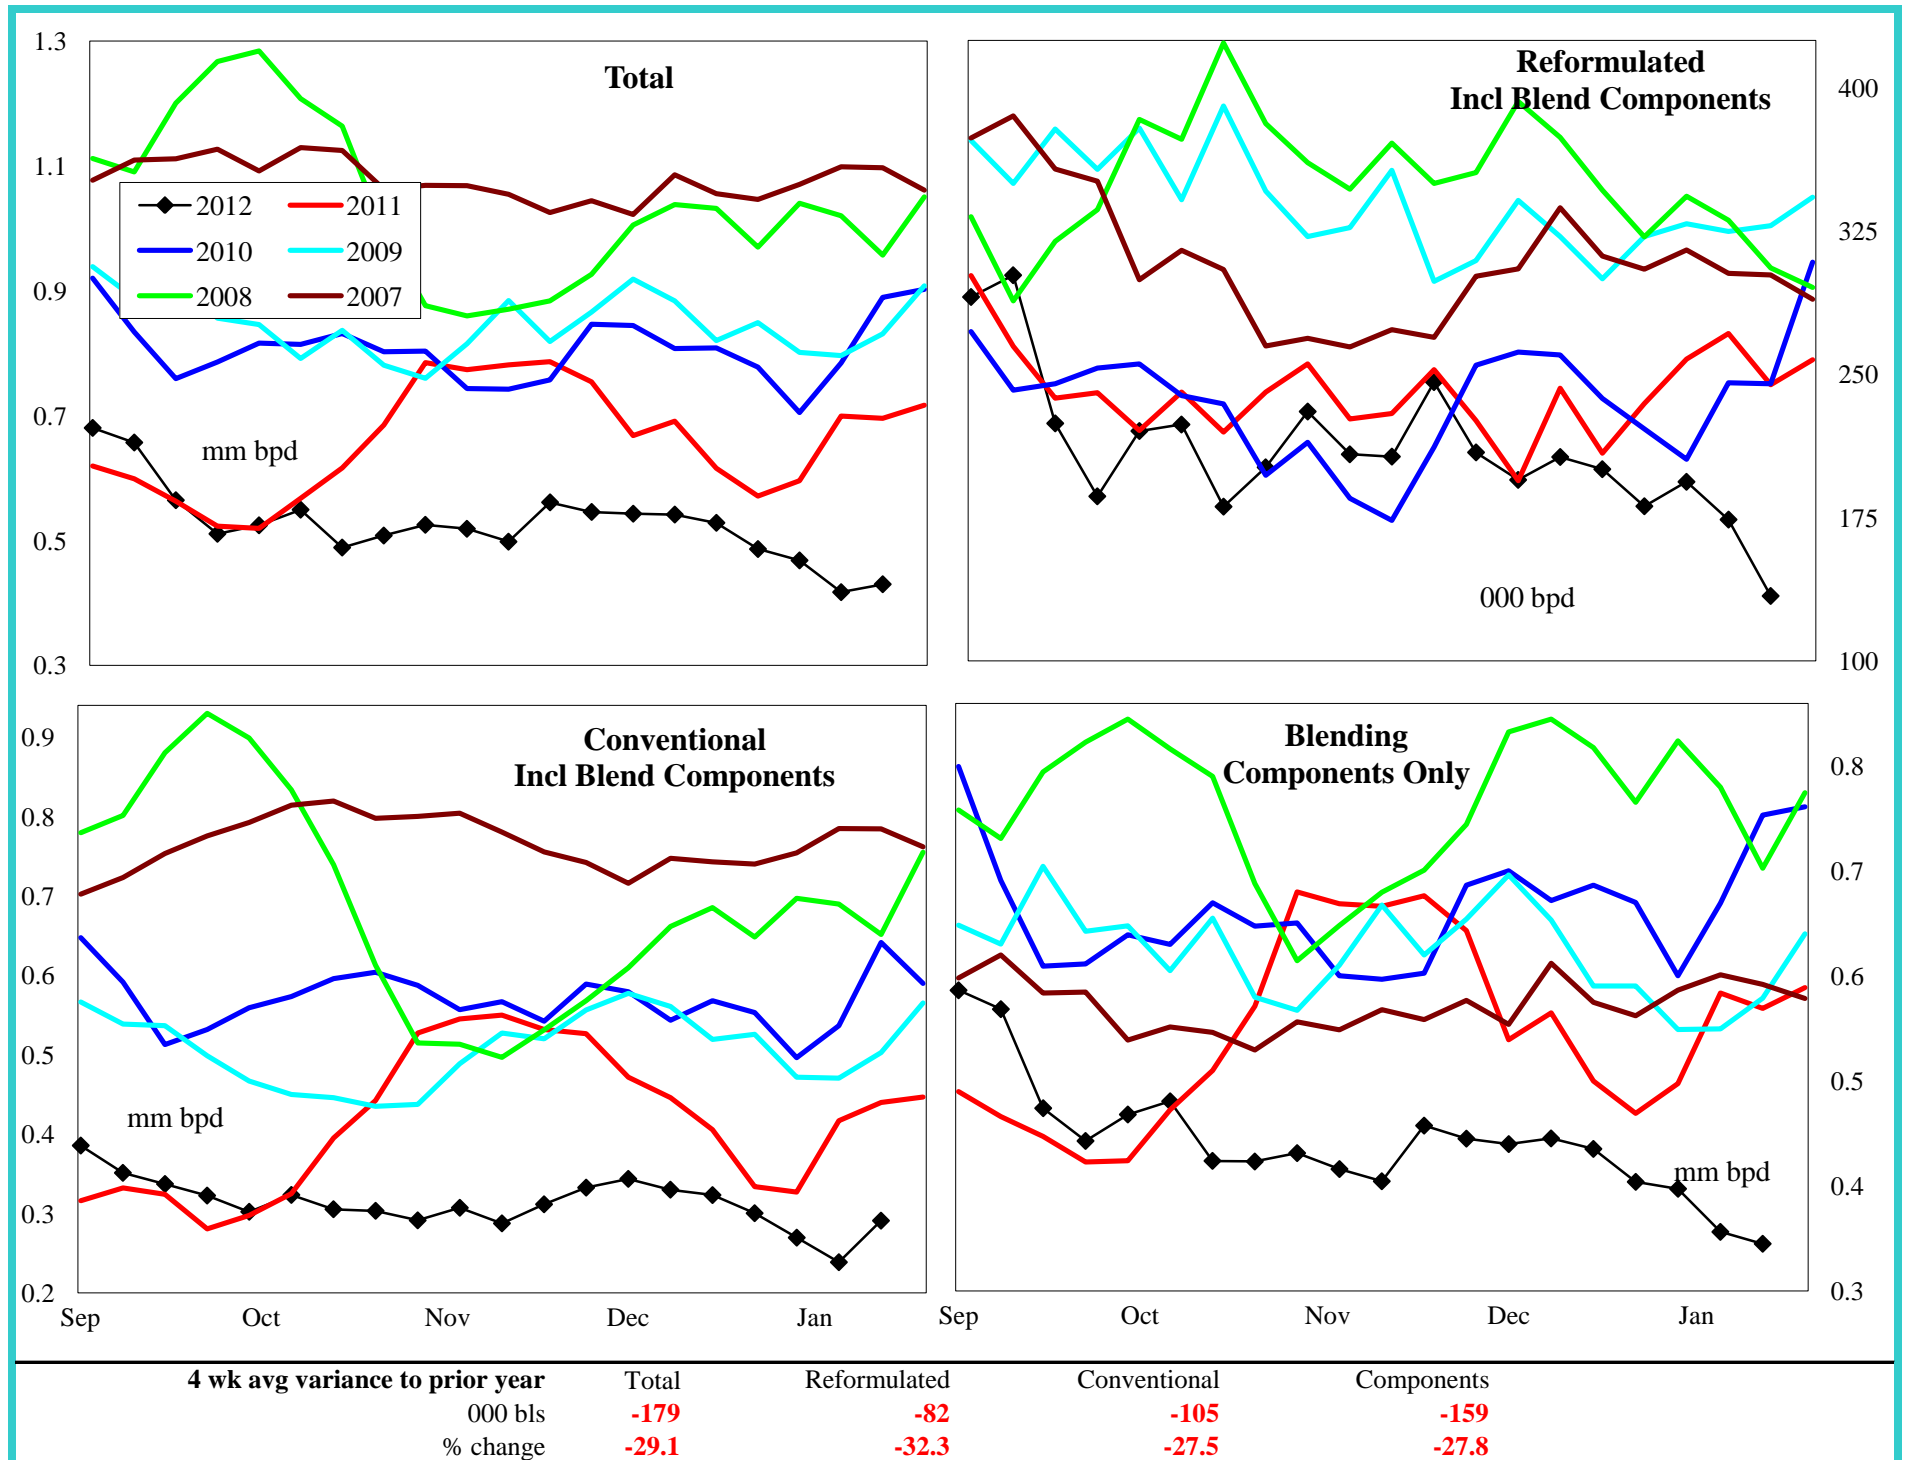 Total
1.3
1.1
0.9
0.7
0.5
0.3
2012 2011
2010 2009
2008 2007
mm bpd
Reformulated
Incl Blend Components
400
325
250
175
100
000 bpd
Conventional
Incl Blend Components
0.9
0.8
0.7
0.6
0.5
0.4
0.3
0.2
mm bpd
Sep Oct Nov Dec Jan
Blending
Components Only
0.8
0.7
0.6
0.5
0.4
0.3
mm bpd
Sep Oct Nov Dec Jan
4 wk avg variance to prior year Total Reformulated Conventional Components
000 bls -179 -82 -105 -159
% change -29.1 -32.3 -27.5 -27.8